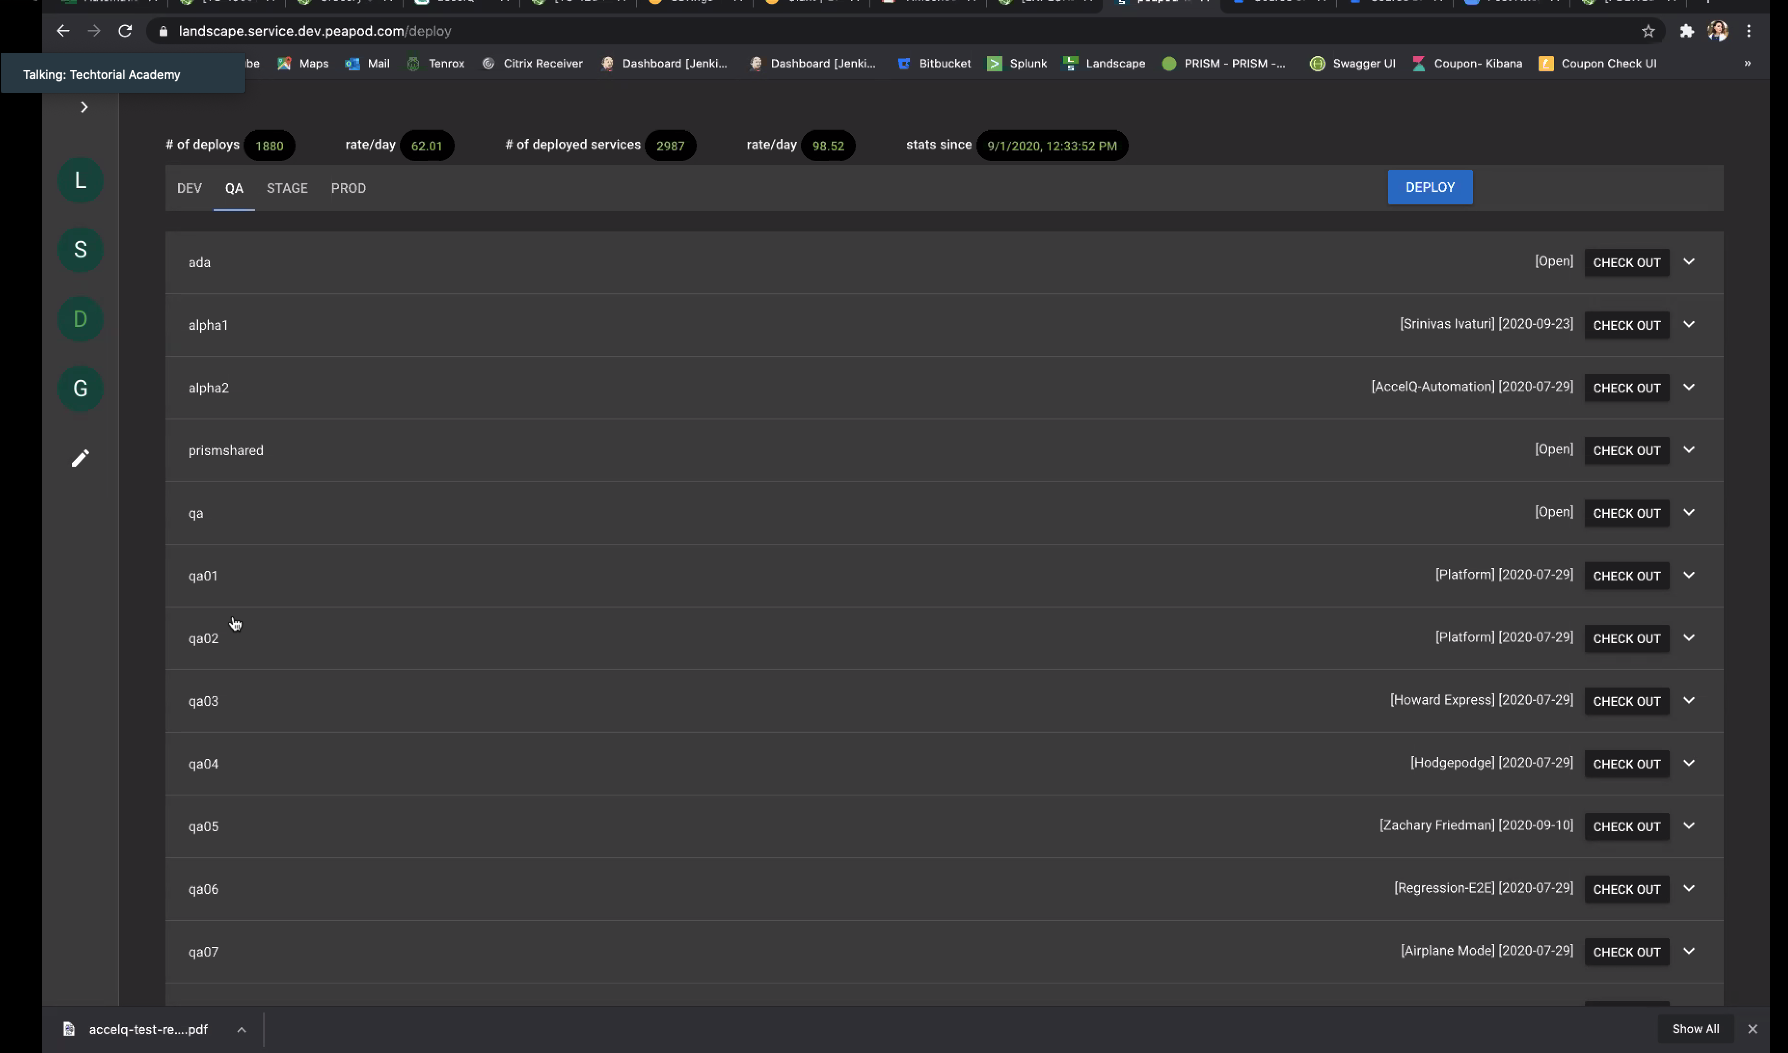 landscape.service.dev.peapod.com/deploy
Talking: Techtorial Academy
be Maps Mail Tenrox Citrix Receiver Dashboard [Jenki... Dashboard [Jenki... Bitbucket Splunk Landscape PRISM - PRISM -... Swagger UI Coupon- Kibana Coupon Check UI »
# of deploys 1880 rate/day 62.01 # of deployed services 2987 rate/day 98.52 stats since 9/1/2020, 12:33:52 PM
L
S
D
G
DEV QA STAGE PROD DEPLOY
ada [Open] CHECK OUT
alpha1 [Srinivas Ivaturi] [2020-09-23] CHECK OUT
alpha2 [AccelQ-Automation] [2020-07-29] CHECK OUT
prismshared [Open] CHECK OUT
qa [Open] CHECK OUT
qa01 [Platform] [2020-07-29] CHECK OUT
qa02 [Platform] [2020-07-29] CHECK OUT
qa03 [Howard Express] [2020-07-29] CHECK OUT
qa04 [Hodgepodge] [2020-07-29] CHECK OUT
qa05 [Zachary Friedman] [2020-09-10] CHECK OUT
qa06 [Regression-E2E] [2020-07-29] CHECK OUT
qa07 [Airplane Mode] [2020-07-29] CHECK OUT
accelq-test-re....pdf Show All